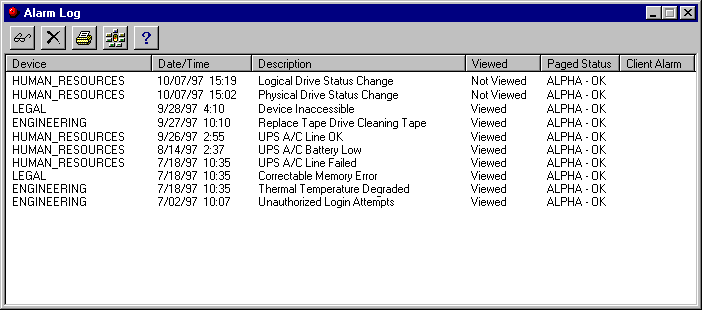 Alarm Log
?
Device Date/Time Description Viewed Paged Status Client Alarm
HUMAN_RESOURCES 10/07/97 15:19 Logical Drive Status Change Not Viewed ALPHA - OK
HUMAN_RESOURCES 10/07/97 15:02 Physical Drive Status Change Not Viewed ALPHA - OK
LEGAL 9/28/97 4:10 Device Inaccessible Viewed ALPHA - OK
ENGINEERING 9/27/97 10:10 Replace Tape Drive Cleaning Tape Viewed ALPHA - OK
HUMAN_RESOURCES 9/26/97 2:55 UPS A/C Line OK Viewed ALPHA - OK
HUMAN_RESOURCES 8/14/97 2:37 UPS A/C Battery Low Viewed ALPHA - OK
HUMAN_RESOURCES 7/18/97 10:35 UPS A/C Line Failed Viewed ALPHA - OK
LEGAL 7/18/97 10:35 Correctable Memory Error Viewed ALPHA - OK
ENGINEERING 7/18/97 10:35 Thermal Temperature Degraded Viewed ALPHA - OK
ENGINEERING 7/02/97 10:07 Unauthorized Login Attempts Viewed ALPHA - OK